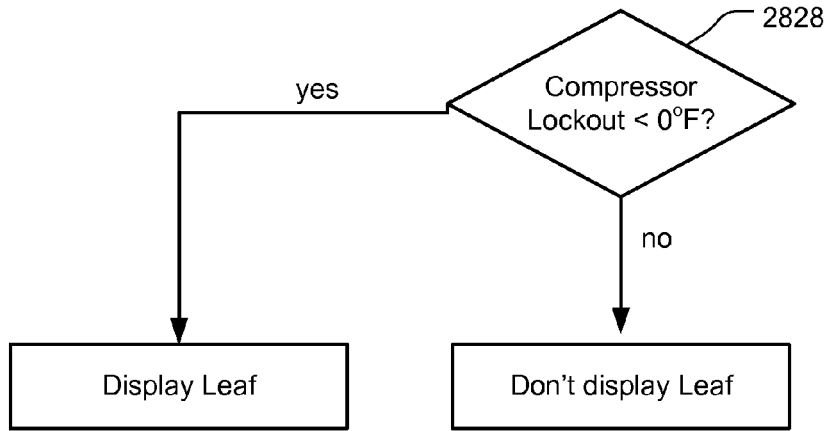 2828
Compressor
Lockout < 0°F?
yes
no
Display Leaf
Don't display Leaf